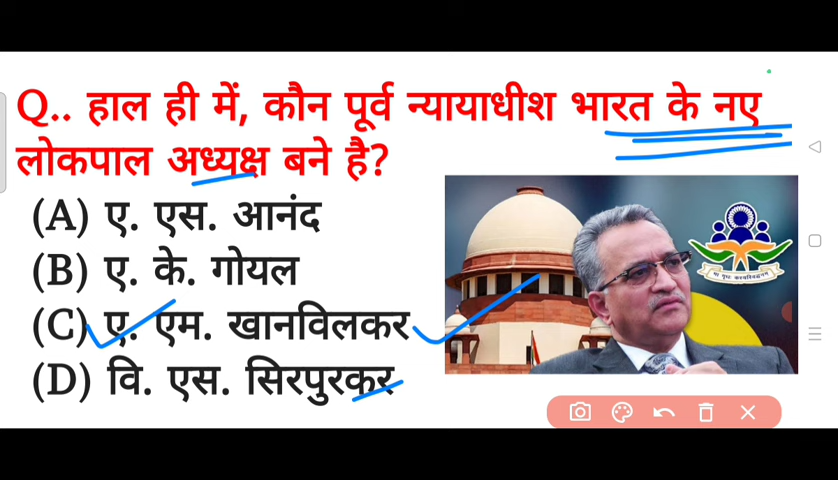 Q.. हाल ही में, कौन पूर्व न्यायाधीश भारत के नए
लोकपाल अध्यक्ष बने है?
(A) ए. एस. आनंद
(B) ए. के. गोयल
(C) ए. एम. खानविलकर
(D) वि. एस. सिरपुरकर